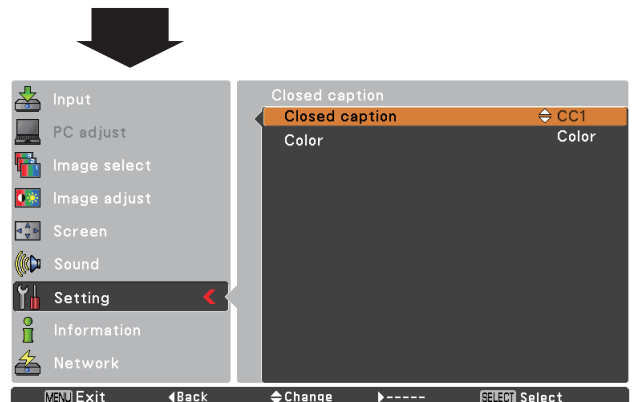 Input
PC adjust
Image select
Image adjust
Screen
Sound
Setting
Information
Network
Closed caption
Closed caption CC1
Color Color
MENU Exit Back Change ----- SELECT Select